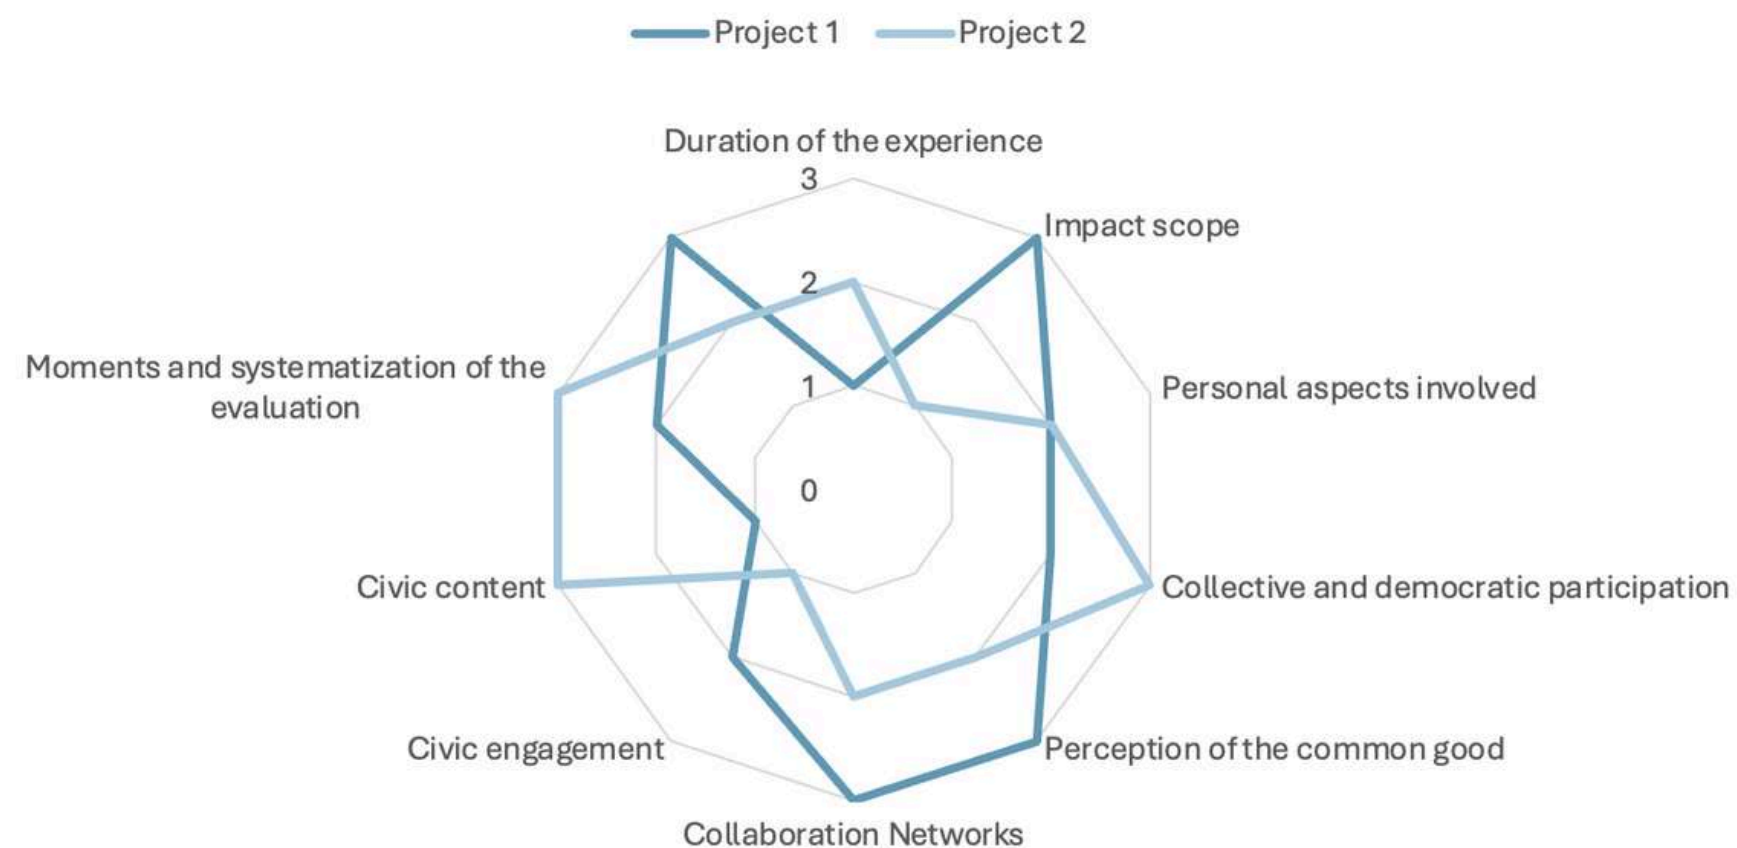 Project 1 Project 2
Duration of the experience
3
Impact scope
2
Moments and systematization of the
evaluation
1
Personal aspects involved
0
Civic content
Collective and democratic participation
Civic engagement
Perception of the common good
Collaboration Networks